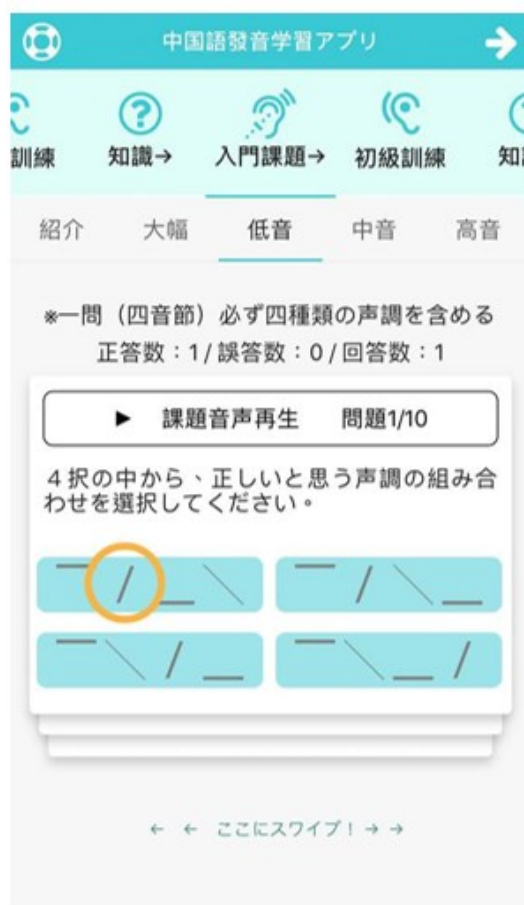 中国語發音学習アプリ
訓練 知識→ 入門課題→ 初級訓練
紹介 大幅 低音 中音 高音
※一問（四音節）必ず四種類の声調を含める
正答数：1/誤答数：0/回答数：1
▶ 課題音声再生 問題1/10
４択の中から、正しいと思う声調の組み合
わせを選択してください。
← ← ここにスワイプ！→ →